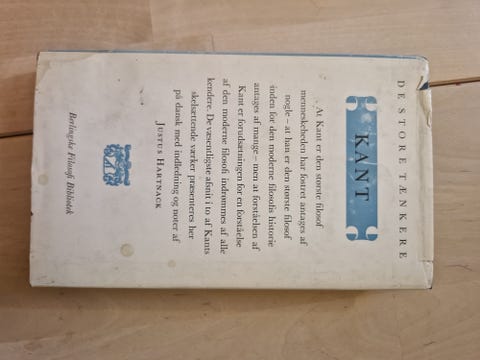 DE STORE TÆNKERE
KANT
At Kant er den største filosof
menneskeheden har fostret antages af
nogle – at han er den største filosof
inden for den moderne filosofis historie
antages af mange – men at forståelsen af
Kant er forudsætningen for en forståelse
af den moderne filosofi indrømmes af alle
kendere. De væsentligste afsnit i to af Kants
skelsættende værker præsenteres her
på dansk med indledning og noter af
JUSTUS HARTNACK
Berlingske Filosofi Bibliotek